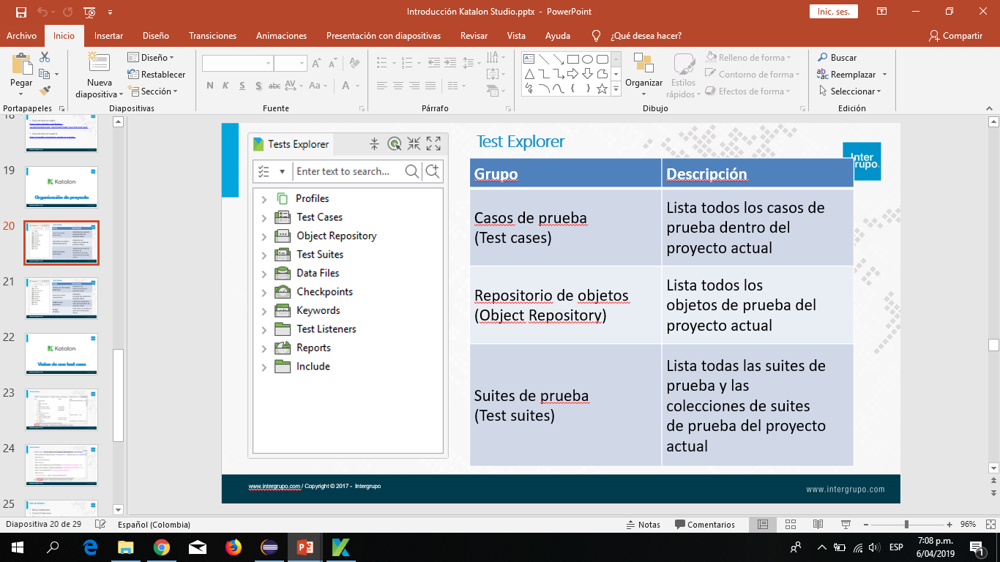 Introducción Katalon Studio.pptx - PowerPoint
Inic. ses.
Archivo
Inicio
Insertar
Diseño
Transiciones
Animaciones
Presentación con diapositivas
Revisar
Vista
Ayuda
¿Qué desea hacer?
Compartir
Pegar
Nueva
diapositiva
Diseño
Restablecer
Sección
N K S S abc AV Aa A
Organizar
Estilos
rápidos
Relleno de forma
Contorno de forma
Efectos de forma
Buscar
Reemplazar
Seleccionar
Portapapeles
Diapositivas
Fuente
Párrafo
Dibujo
Edición
18
19
Katalon
Organización de proyecto
20
21
22
Katalon
Vistas de una test case
23
24
25
Tests Explorer
Enter text to search...
Profiles
Test Cases
Object Repository
Test Suites
Data Files
Checkpoints
Keywords
Test Listeners
Reports
Include
Test Explorer
Inter
grupo
Grupo
Descripción
Casos de prueba
(Test cases)
Lista todos los casos de
prueba dentro del
proyecto actual
Repositorio de objetos
(Object Repository)
Lista todos los
objetos de prueba del
proyecto actual
Suites de prueba
(Test suites)
Lista todas las suites de
prueba y las
colecciones de suites
de prueba del proyecto
actual
www.intergrupo.com / Copyright © 2017 - Intergrupo
www.intergrupo.com
Diapositiva 20 de 29
Español (Colombia)
Notas
Comentarios
96%
ESP
7:08 p.m.
6/04/2019
1